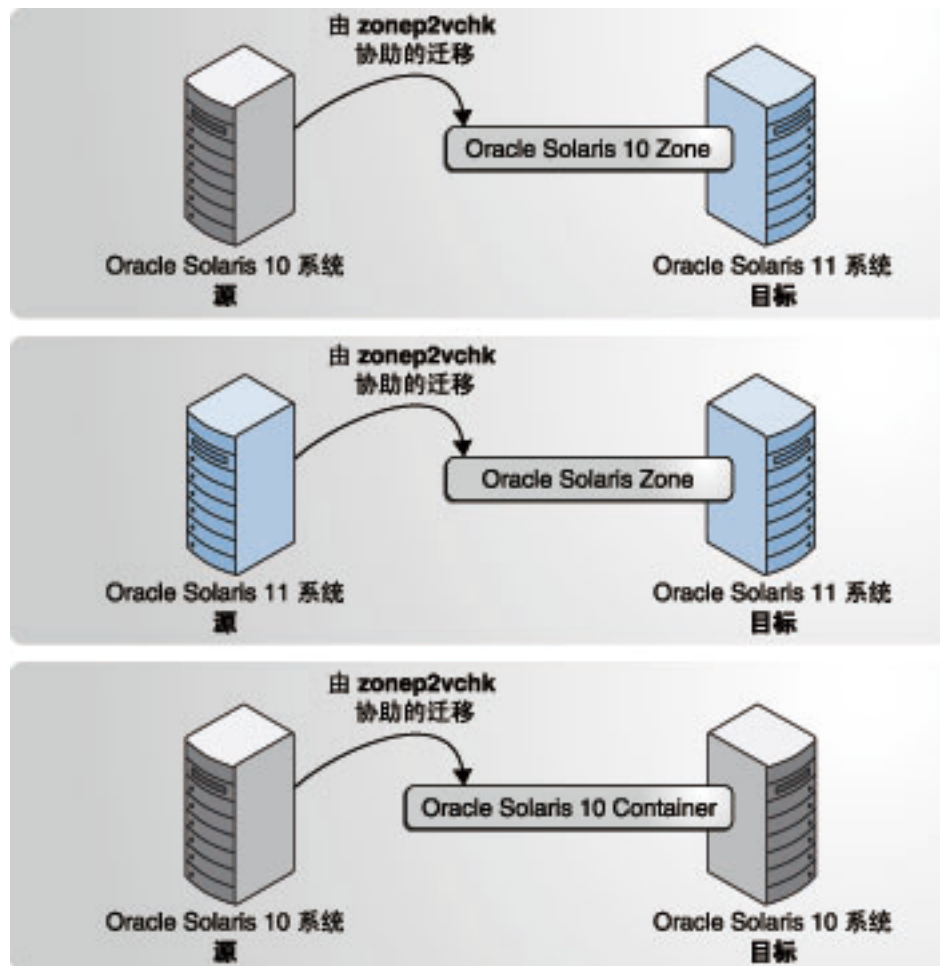 由 zonep2vchk
协助的迁移
Oracle Solaris 10 Zone
Oracle Solaris 10 系统
源
Oracle Solaris 11 系统
目标
由 zonep2vchk
协助的迁移
Oracle Solaris Zone
Oracle Solaris 11 系统
源
Oracle Solaris 11 系统
目标
由 zonep2vchk
协助的迁移
Oracle Solaris 10 Container
Oracle Solaris 10 系统
源
Oracle Solaris 10 系统
目标